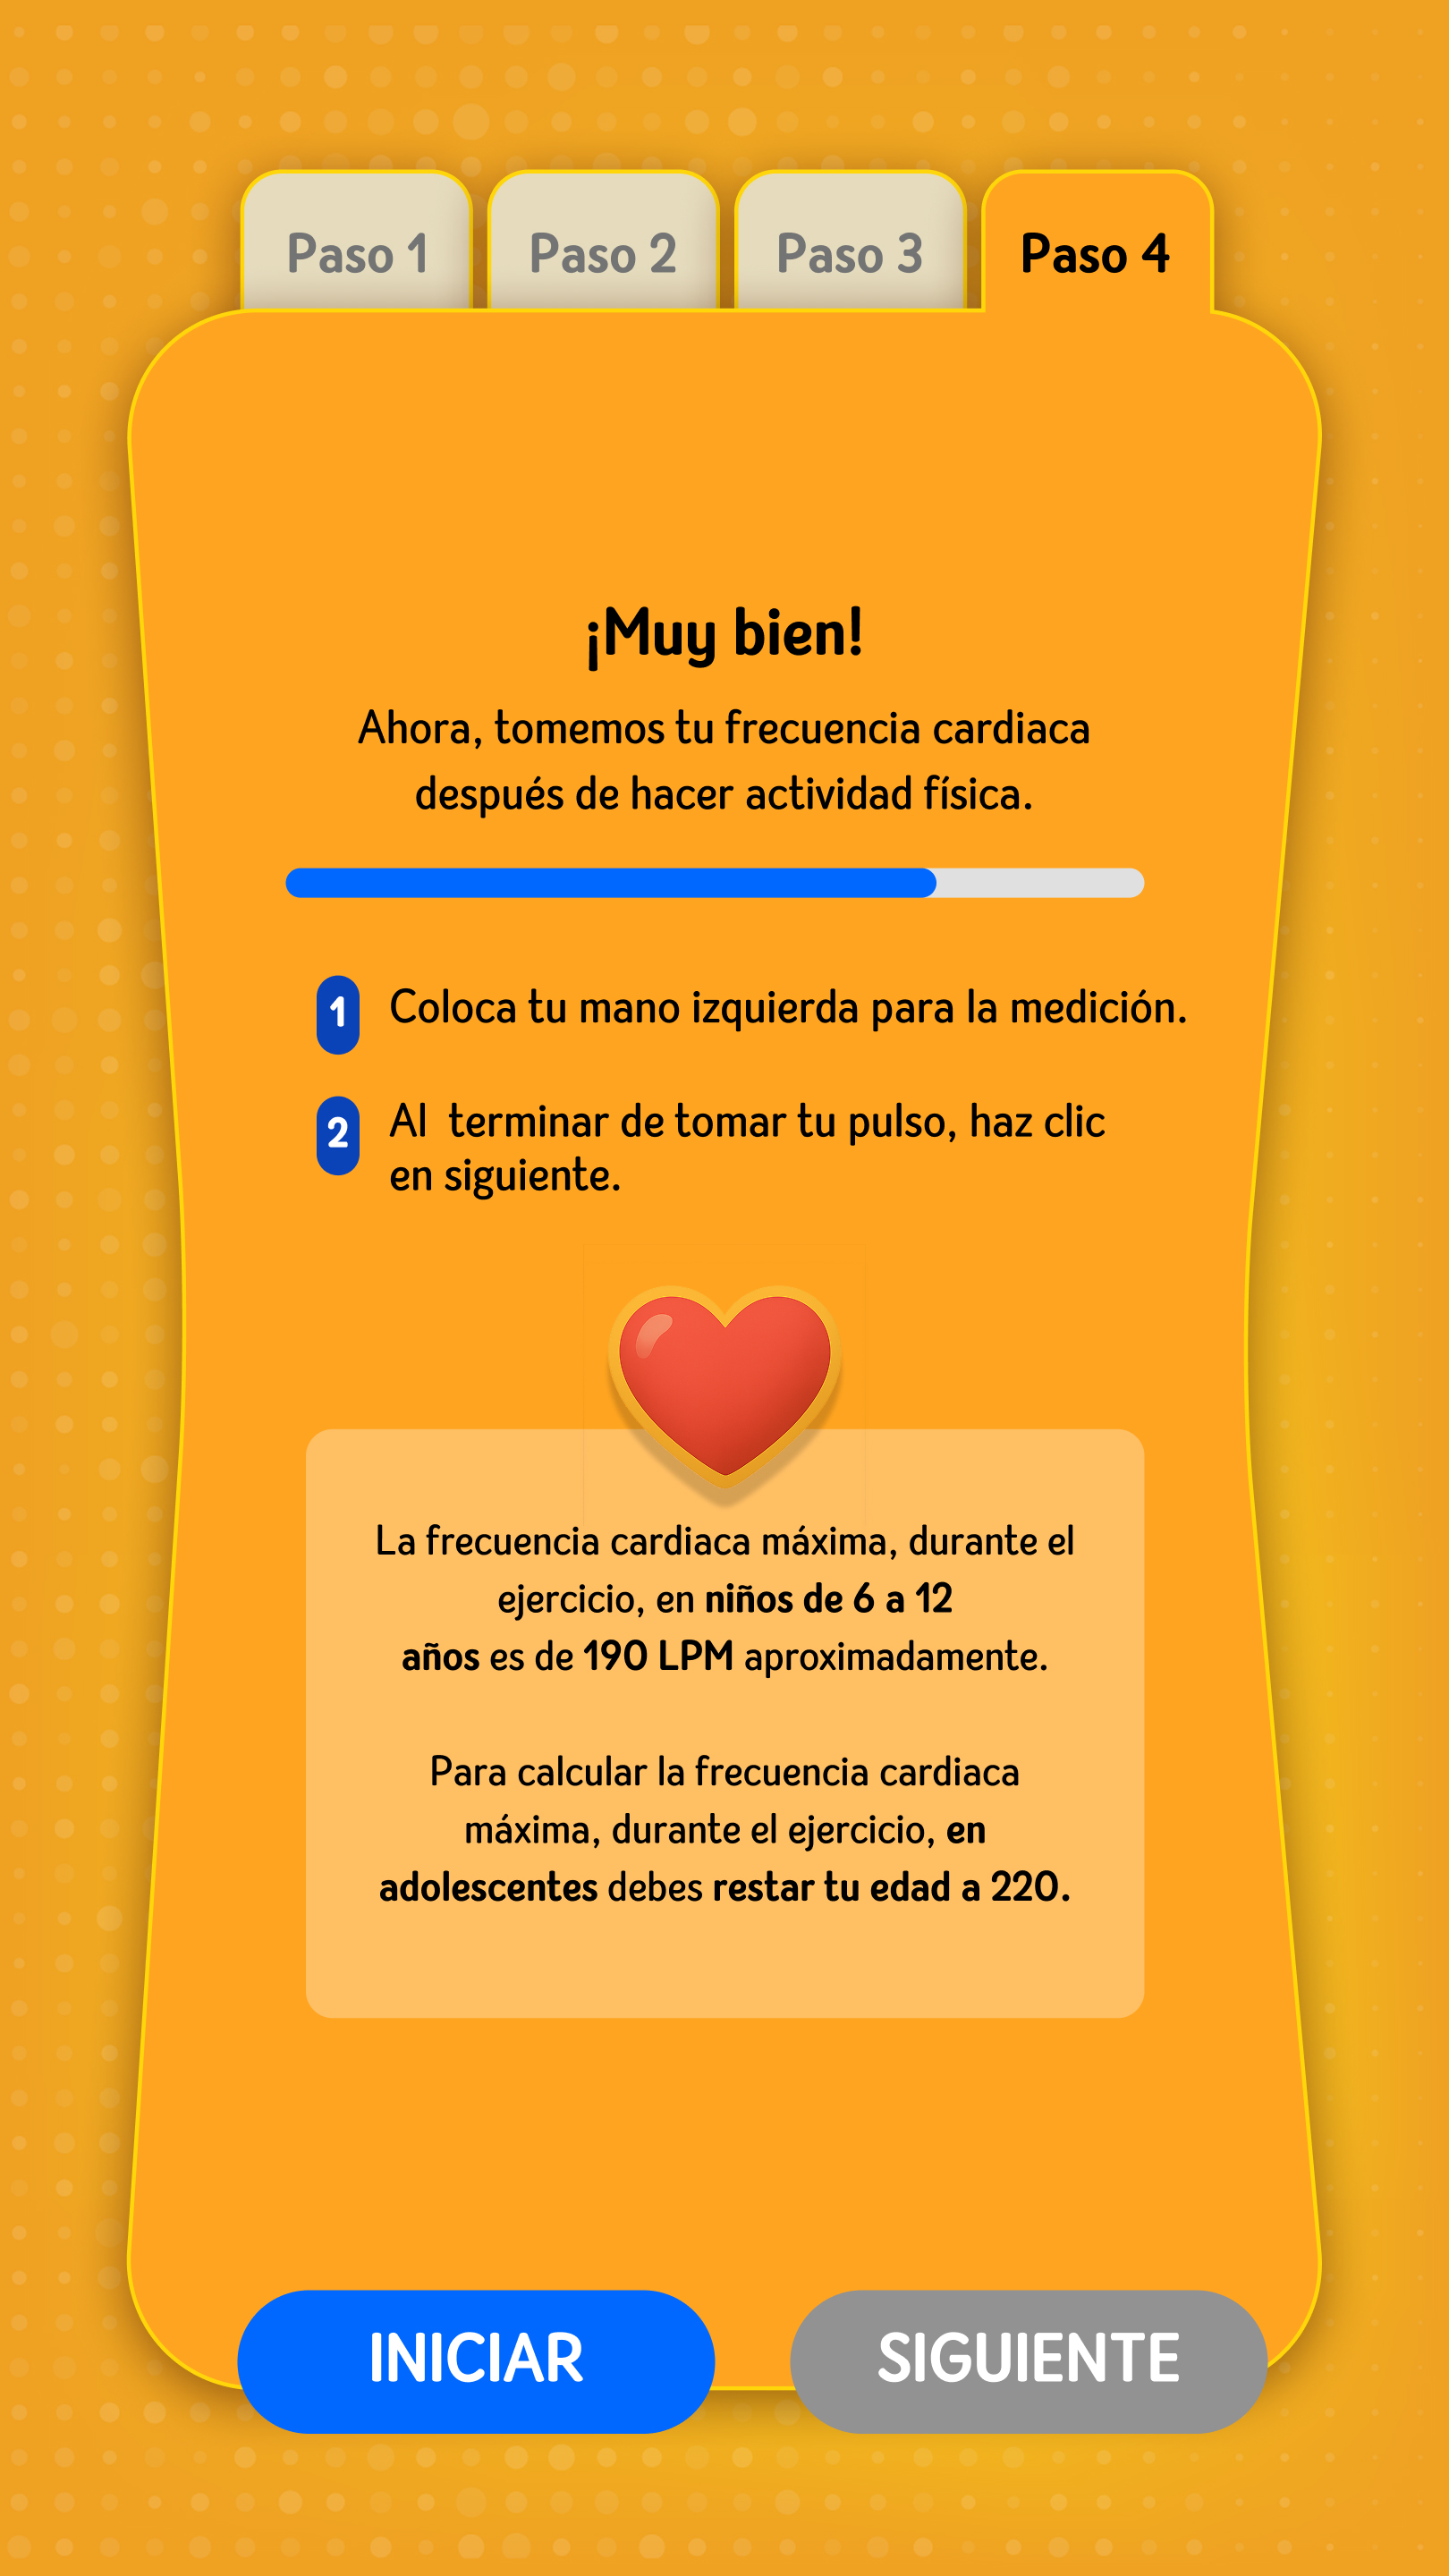 Paso 1
Paso 2
Paso 3
Paso 4
¡Muy bien!
Ahora, tomemos tu frecuencia cardiaca
después de hacer actividad física.
1 Coloca tu mano izquierda para la medición.
2 Al  terminar de tomar tu pulso, haz clic
en siguiente.
La frecuencia cardiaca máxima, durante el
ejercicio, en niños de 6 a 12
años es de 190 LPM aproximadamente.
Para calcular la frecuencia cardiaca
máxima, durante el ejercicio, en
adolescentes debes restar tu edad a 220.
INICIAR
SIGUIENTE